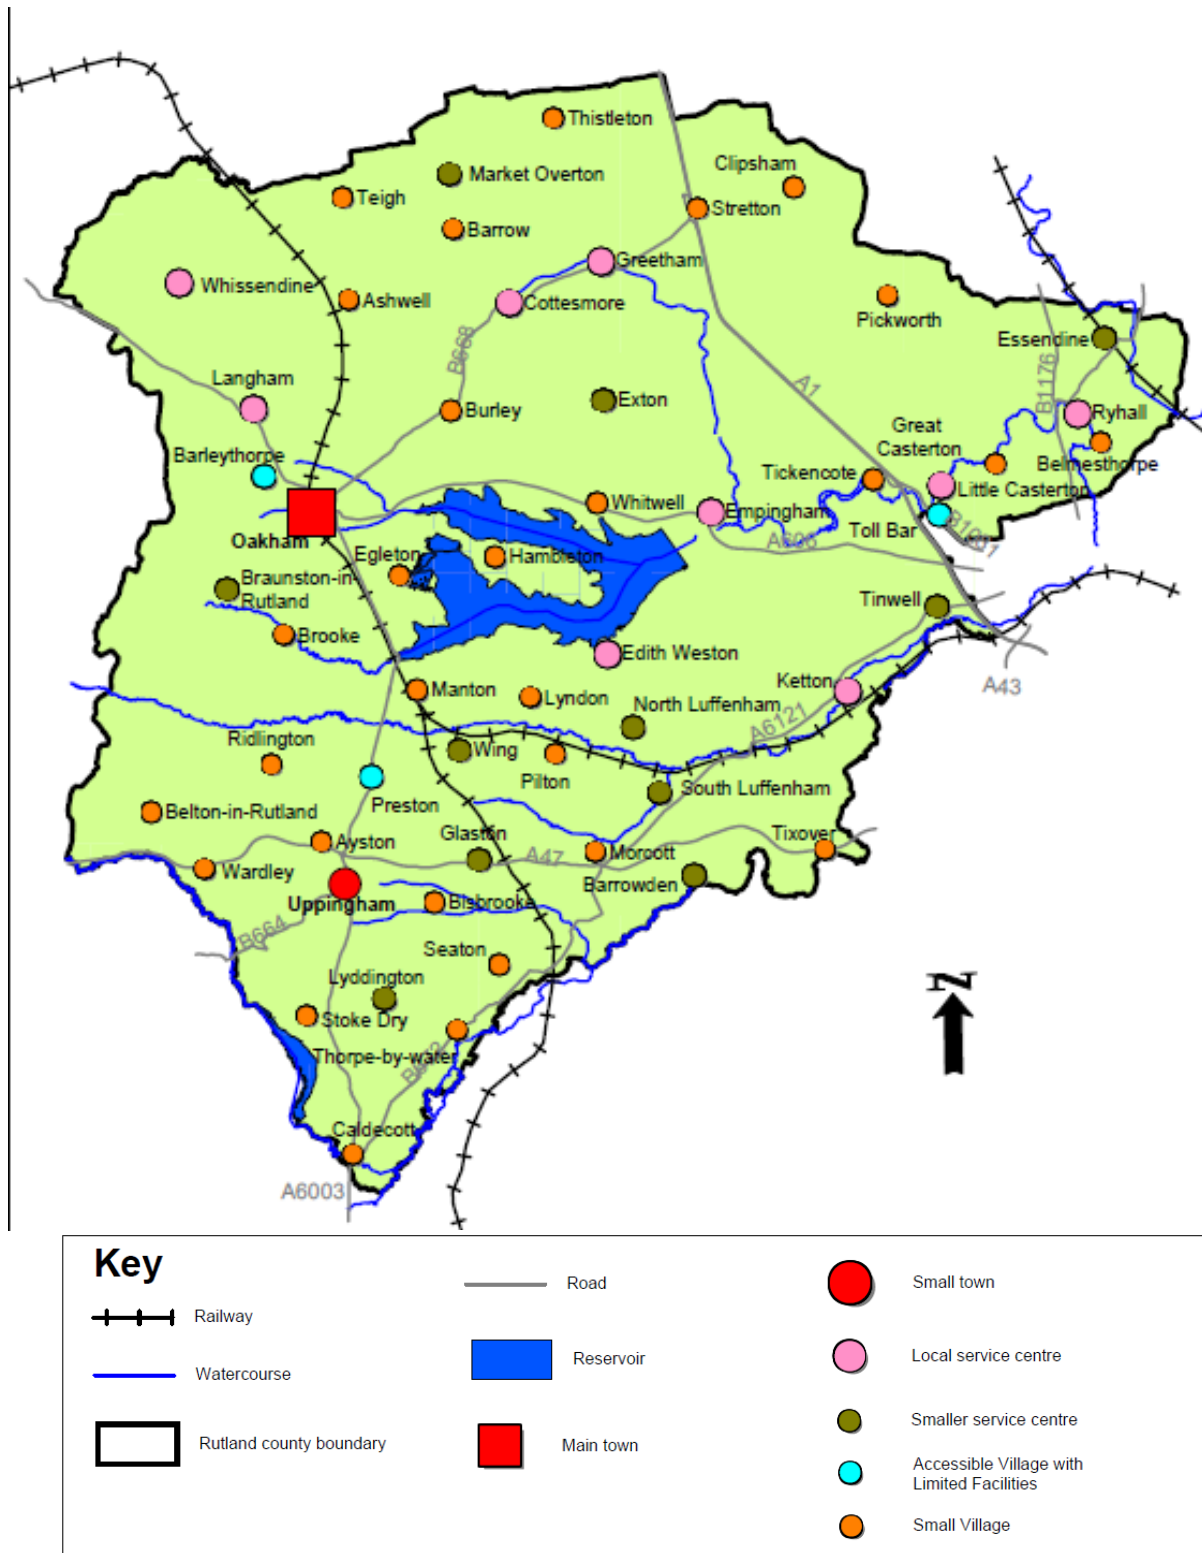 Thistleton
Clipsham
Market Overton
Teigh
Stretton
Barrow
Greetham
Whissendine
Ashwell
Cottesmore
Pickworth
Essendine
B668
Langham
A1
B1176
Burley
Exton
Ryhall
Great
Casterton
Barleythorpe
Tickencote
Belmesthorpe
Little Casterton
Whitwell
Empingham
Toll Bar
B1081
Oakham
A606
Egleton
Hambleton
Braunston-in-
Rutland
Tinwell
Brooke
Edith Weston
Ketton
A43
Manton
Lyndon
North Luffenham
A6121
Ridlington
Wing
Pilton
South Luffenham
Preston
Belton-in-Rutland
Ayston
Glaston
Tixover
A47
Morcott
Wardley
Barrowden
Uppingham
Bisbrooke
B664
Seaton
Lyddington
Stoke Dry
Thorpe-by-water
B672
N
Caldecott
A6003
Key
Railway
Road
Small town
Watercourse
Reservoir
Local service centre
Rutland county boundary
Main town
Smaller service centre
Accessible Village with
Limited Facilities
Small Village